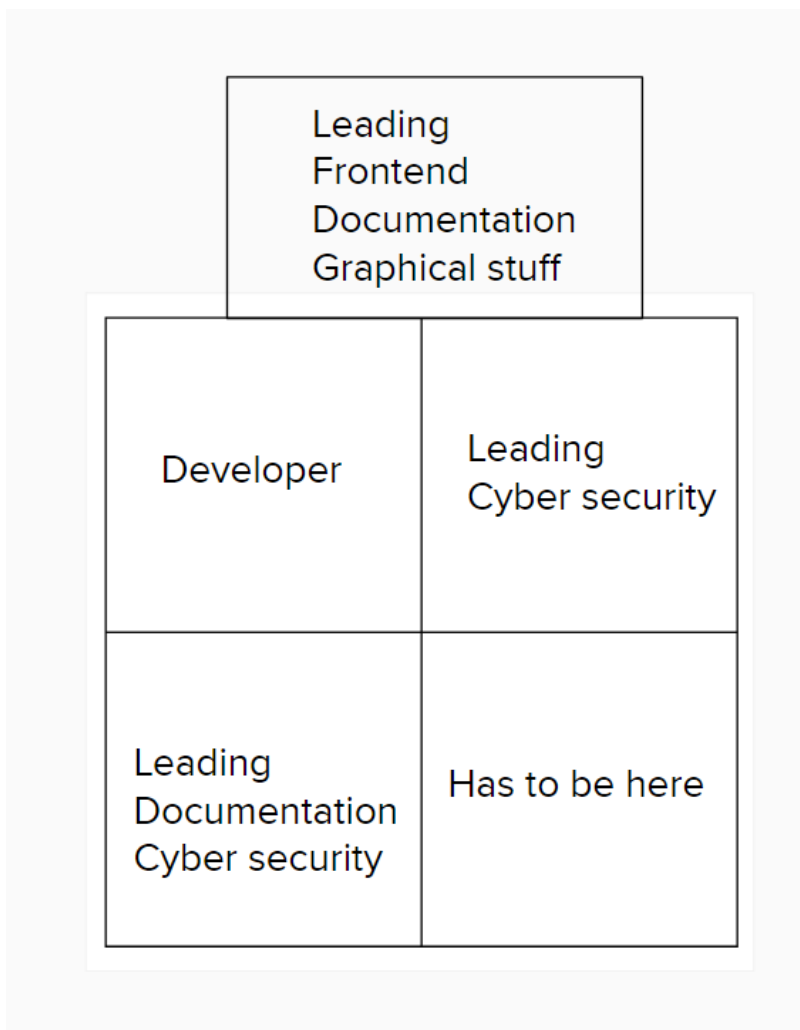 Leading
Frontend
Documentation
Graphical stuff
Developer
Leading
Cyber security
Leading
Documentation
Cyber security
Has to be here